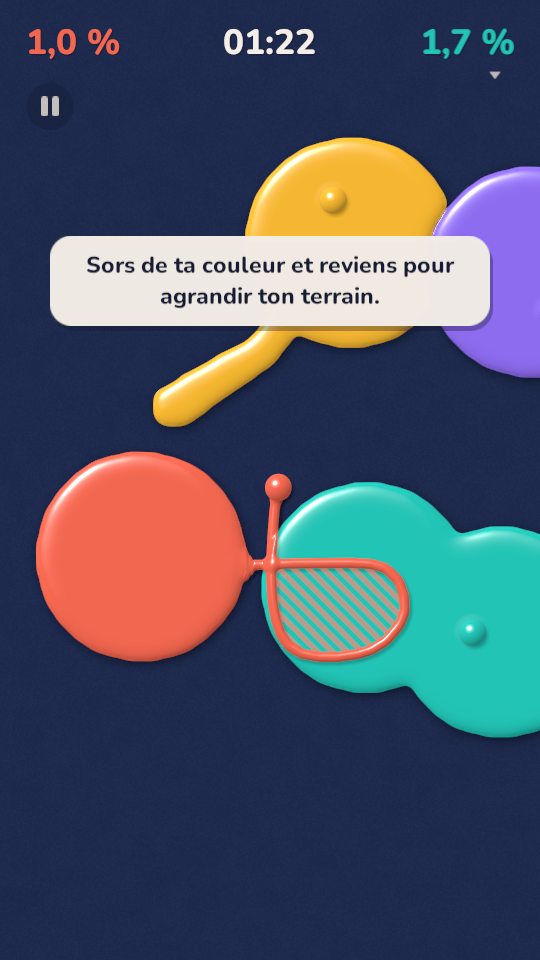 1,0 % 01:22 1,7 %
Sors de ta couleur et reviens pour
agrandir ton terrain.